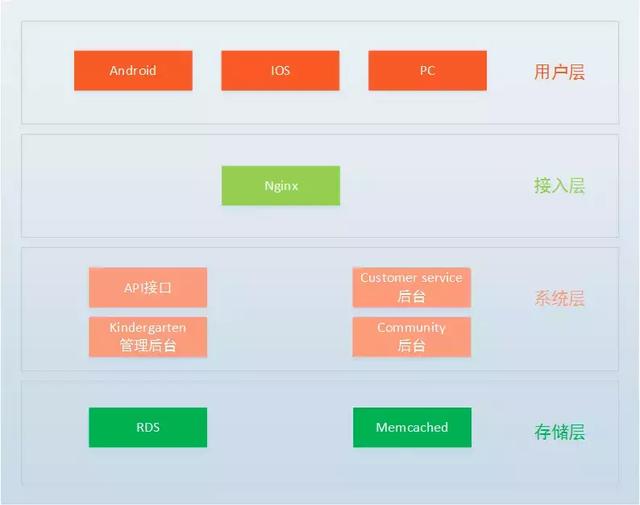 Android
IOS
PC
用户层
Nginx
接入层
API接口
Customer service
后台
系统层
Kindergarten
管理后台
Community
后台
RDS
Memcached
存储层